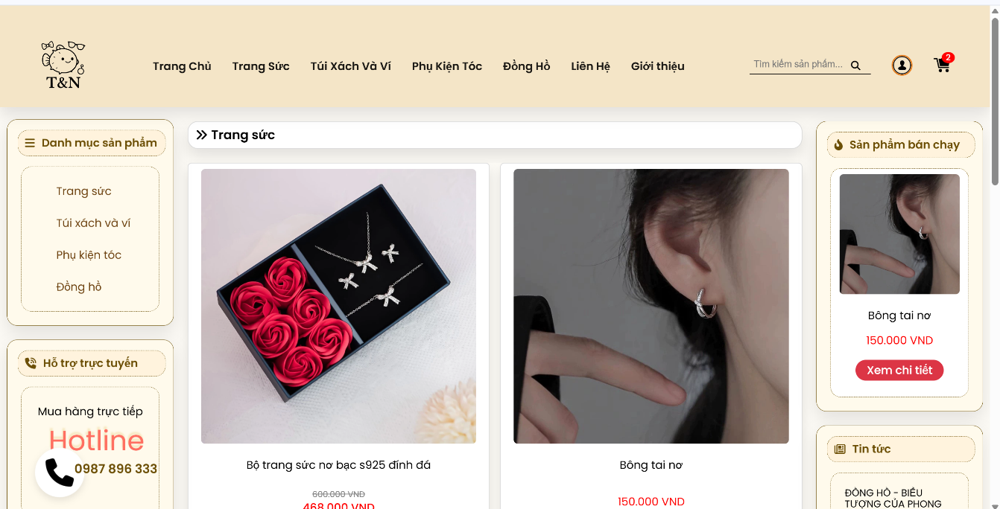 T&N
Trang Chủ
Trang Sức
Túi Xách Và Ví
Phụ Kiện Tóc
Đồng Hồ
Liên Hệ
Giới thiệu
Tìm kiếm sản phẩm...
2
Danh mục sản phẩm
Trang sức
Túi xách và ví
Phụ kiện tóc
Đồng hồ
Hỗ trợ trực tuyến
Mua hàng trực tiếp
Hotline
0987 896 333
Trang sức
Bộ trang sức nơ bạc s925 đính đá
600.000 VND
468.000 VND
Bông tai nơ
150.000 VND
Sản phẩm bán chạy
Bông tai nơ
150.000 VND
Xem chi tiết
Tin tức
ĐỒNG HỒ - BIỂU
TƯỢNG CỦA PHONG